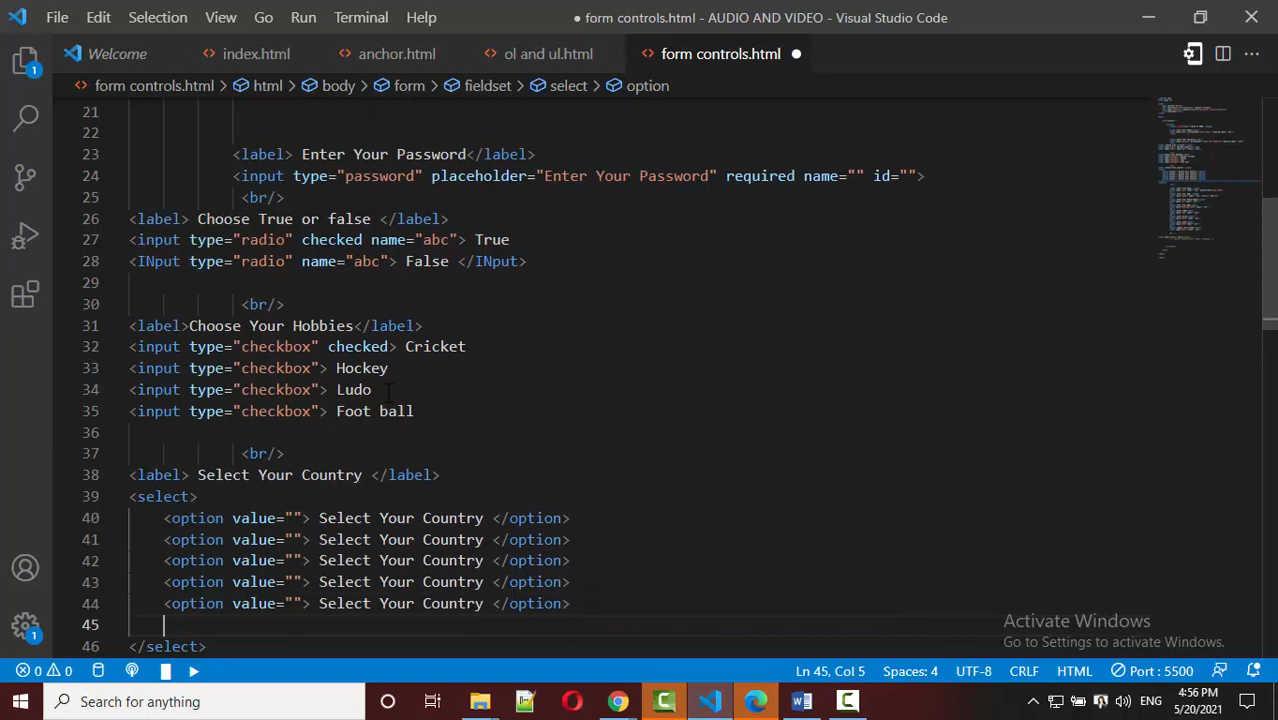 File Edit Selection View Go Run Terminal Help ● form controls.html - AUDIO AND VIDEO - Visual Studio Code
Welcome index.html anchor.html ol and ul.html form controls.html ●
form controls.html > html > body > form > fieldset > select > option
21
22
23 <label> Enter Your Password</label>
24 <input type="password" placeholder="Enter Your Password" required name="" id="">
25 <br/>
26 <label> Choose True or false </label>
27 <input type="radio" checked name="abc"> True
28 <INput type="radio" name="abc"> False </INput>
29
30 <br/>
31 <label>Choose Your Hobbies</label>
32 <input type="checkbox" checked> Cricket
33 <input type="checkbox"> Hockey
34 <input type="checkbox"> Ludo
35 <input type="checkbox"> Foot ball
36
37 <br/>
38 <label> Select Your Country </label>
39 <select>
40 <option value=""> Select Your Country </option>
41 <option value=""> Select Your Country </option>
42 <option value=""> Select Your Country </option>
43 <option value=""> Select Your Country </option>
44 <option value=""> Select Your Country </option>
45
46 </select>
Activate Windows
Go to Settings to activate Windows.
1
1
0 0 Ln 45, Col 5 Spaces: 4 UTF-8 CRLF HTML Port : 5500
Type here to search ENG 4:56 PM
5/20/2021